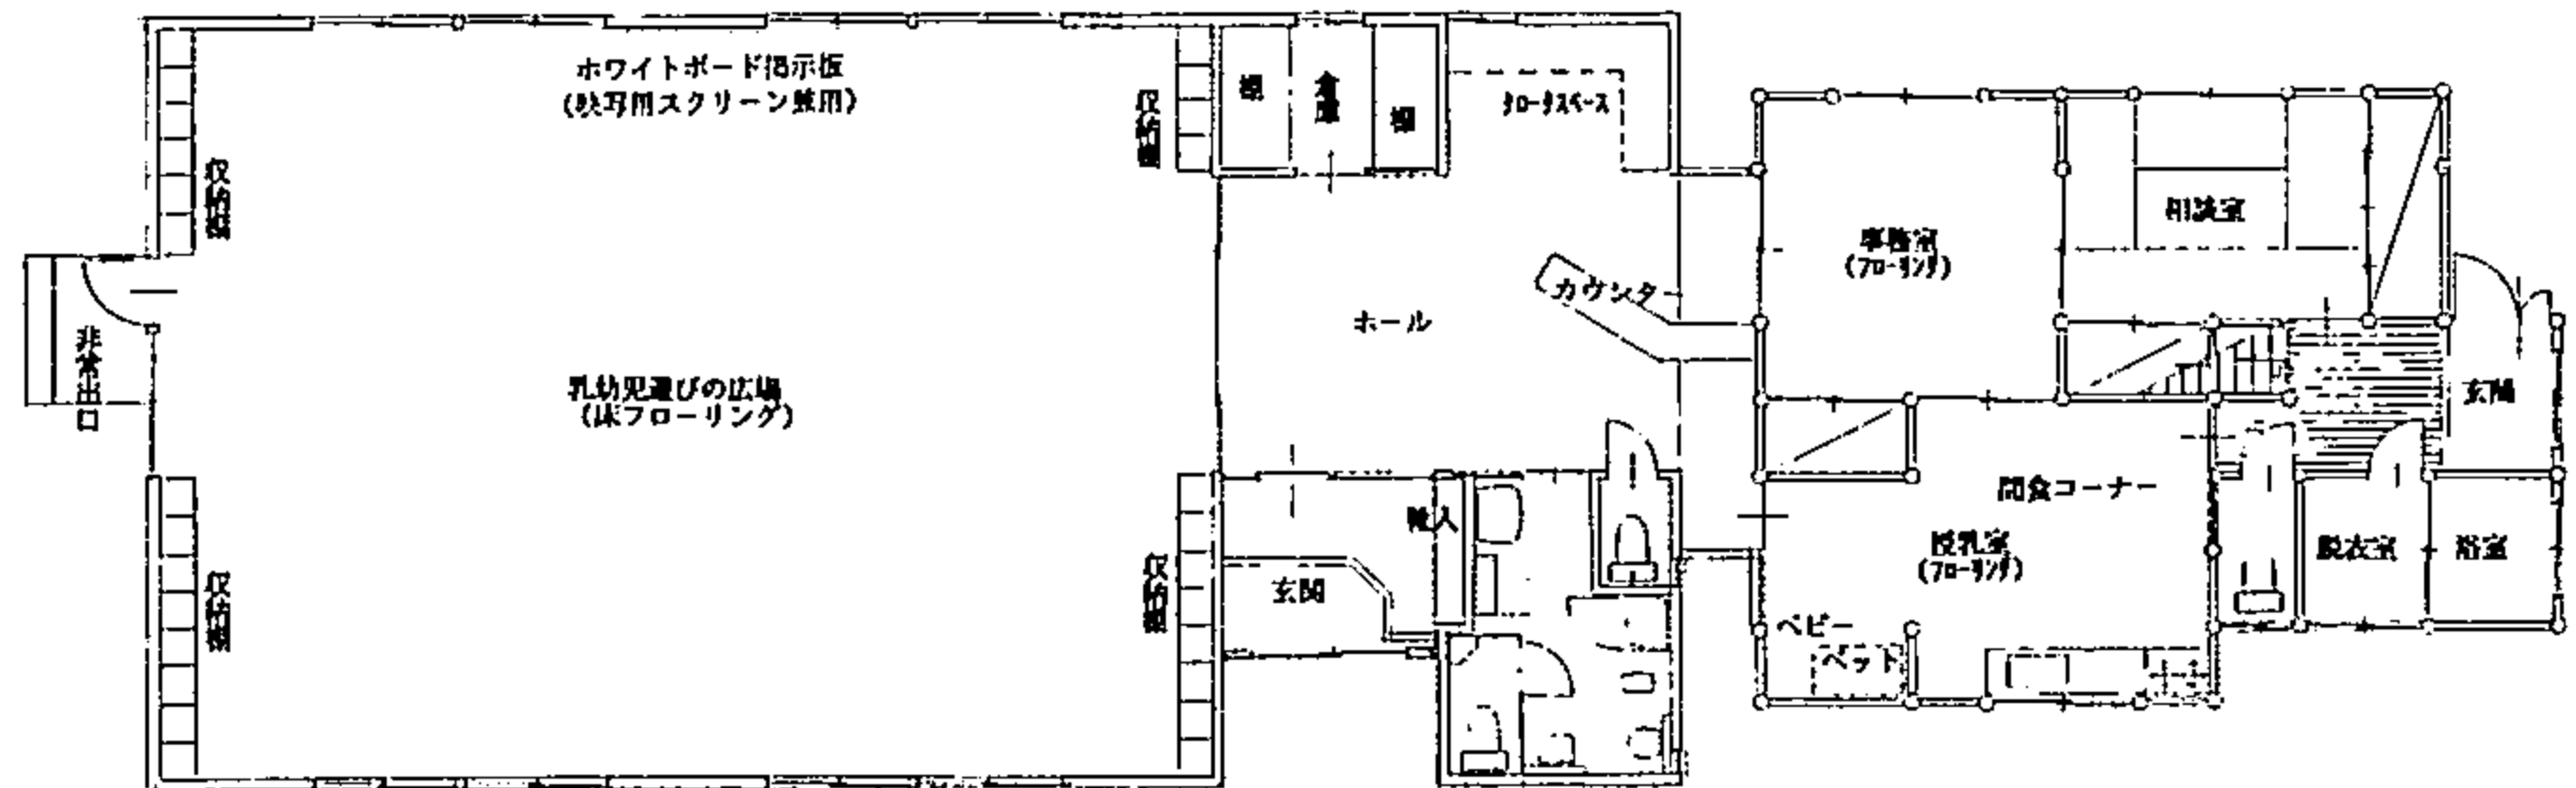 ホワイトボード掲示板
(映写用スクリーン兼用)
収納棚
収納棚
棚
倉庫
棚
クロークスペース
事務室
(フローリング)
相談室
カウンター
ホール
非常出口
乳幼児遊びの広場
(床フローリング)
玄関
間食コーナー
授乳室
(フローリング)
脱衣室
浴室
靴入
玄関
収納棚
収納棚
ベビー
ベット